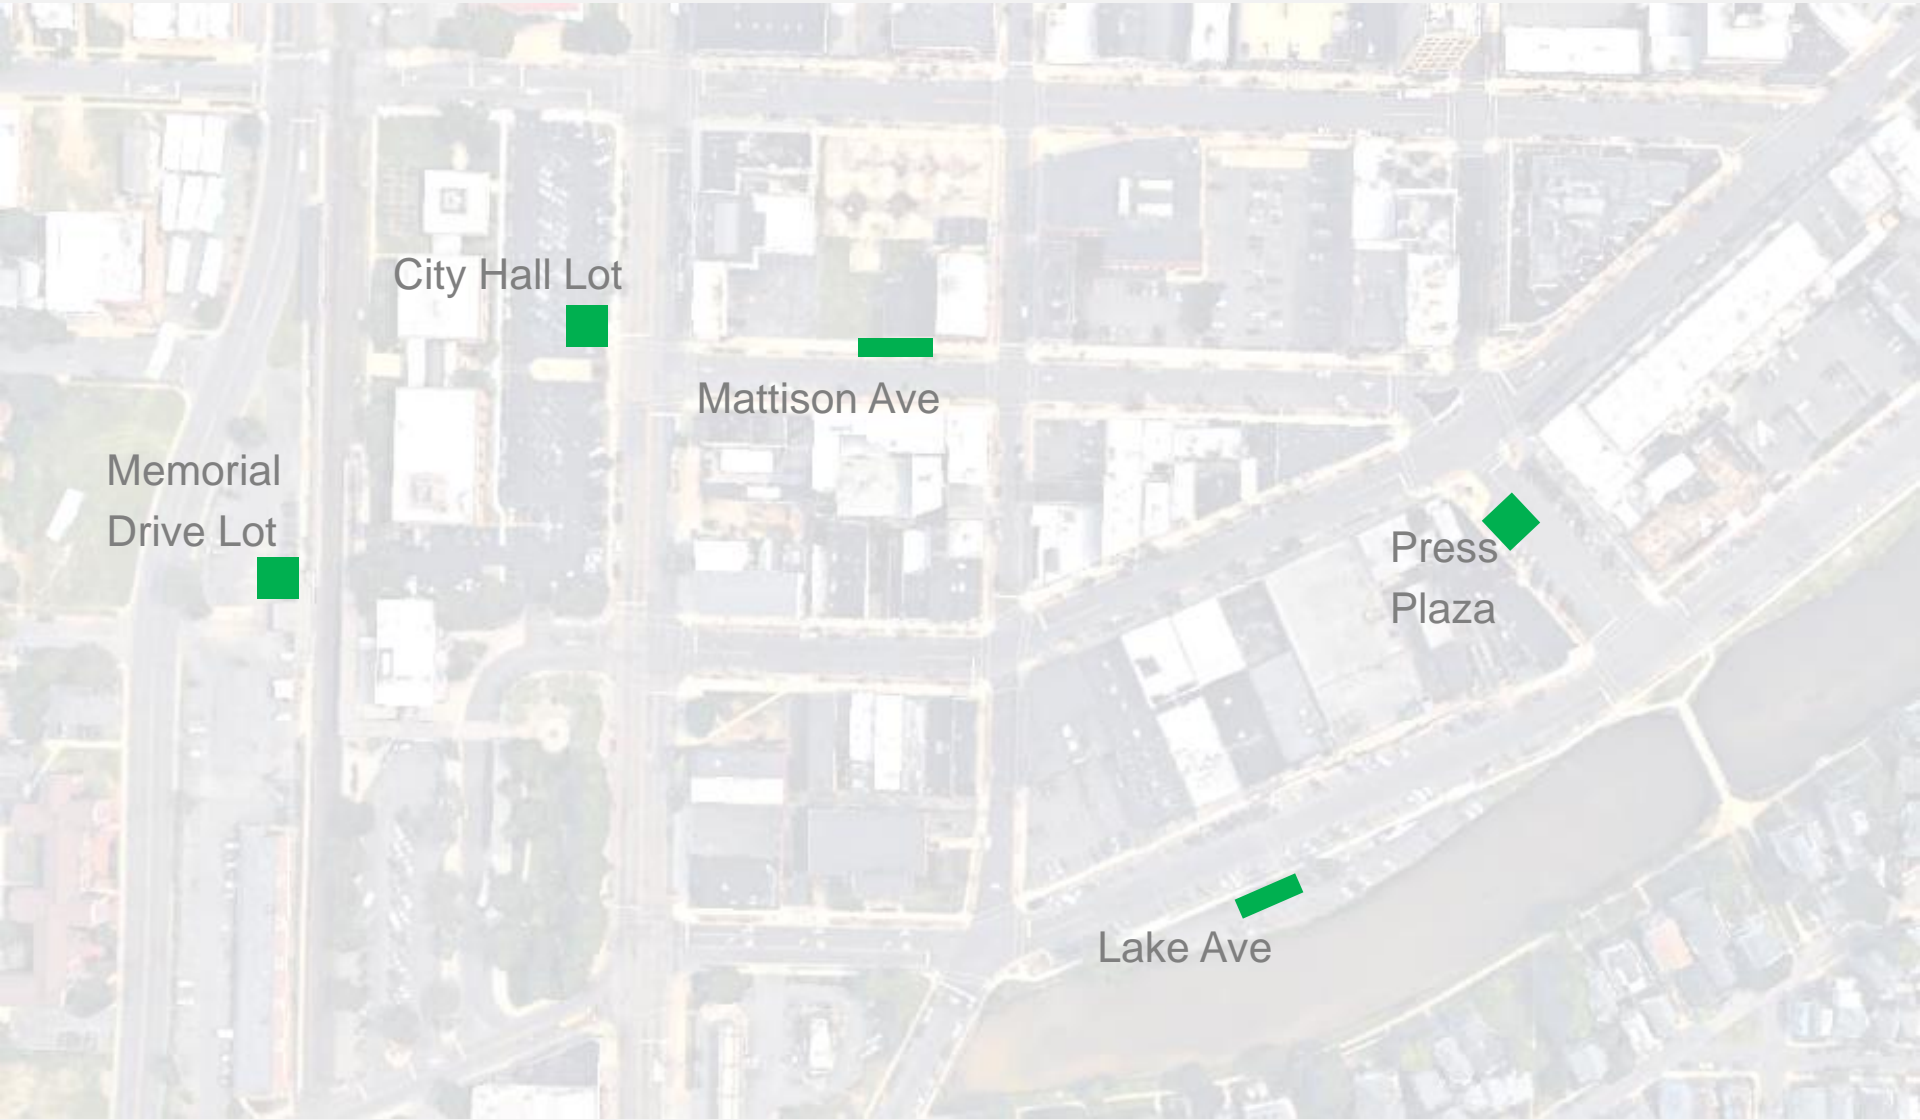 City Hall Lot
Mattison Ave
Memorial
Drive Lot
Press
Plaza
Lake Ave